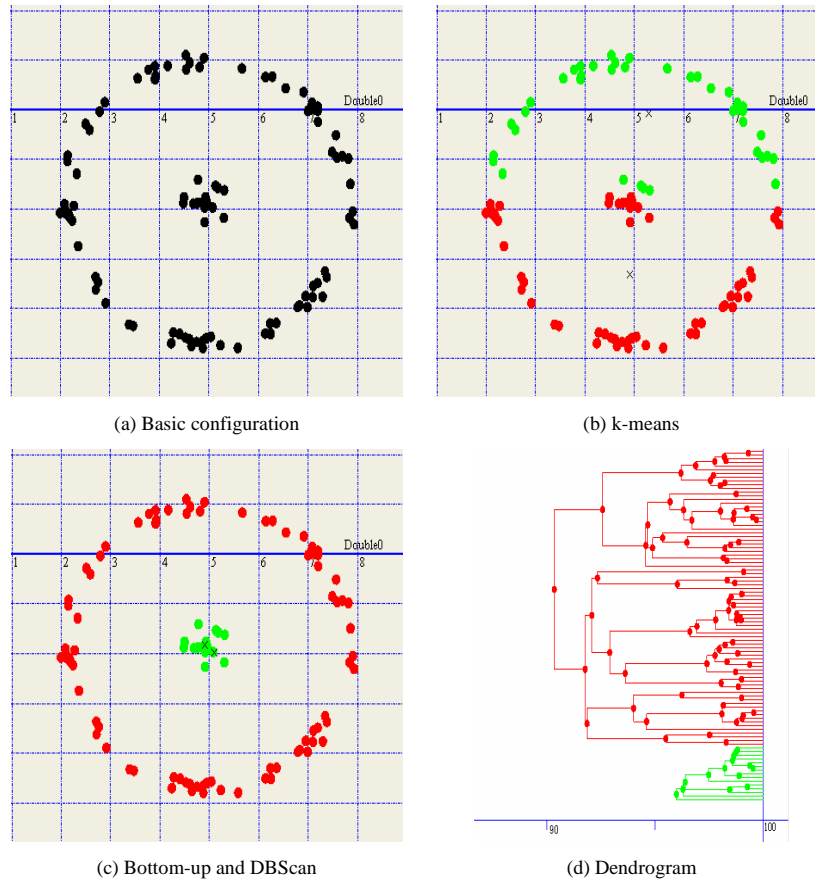 Double0
1 2 3 4 5 6 7 8
Double0
1 2 3 4 5 6 7 8
(a) Basic configuration
(b) k-means
Double0
1 2 3 4 5 6 7 8
90 100
(c) Bottom-up and DBScan
(d) Dendrogram